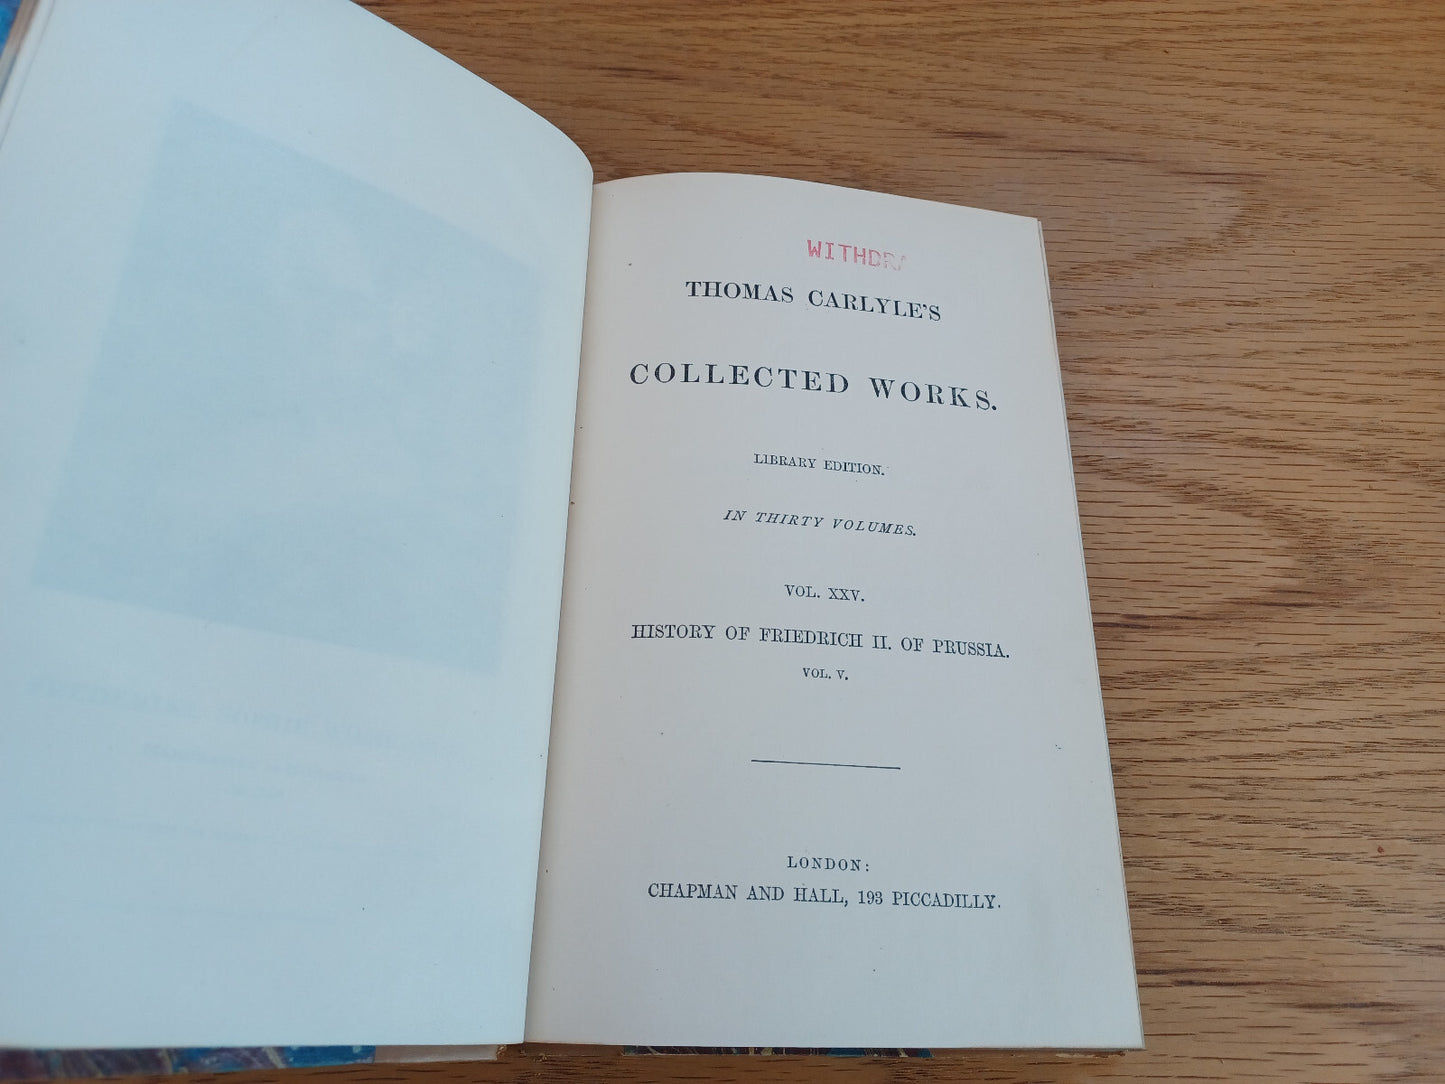 WITHDRA
THOMAS CARLYLE'S
COLLECTED WORKS.
LIBRARY EDITION.
IN THIRTY VOLUMES.
VOL. XXV.
HISTORY OF FRIEDRICH II. OF PRUSSIA.
VOL. V.
LONDON:
CHAPMAN AND HALL, 193 PICCADILLY.